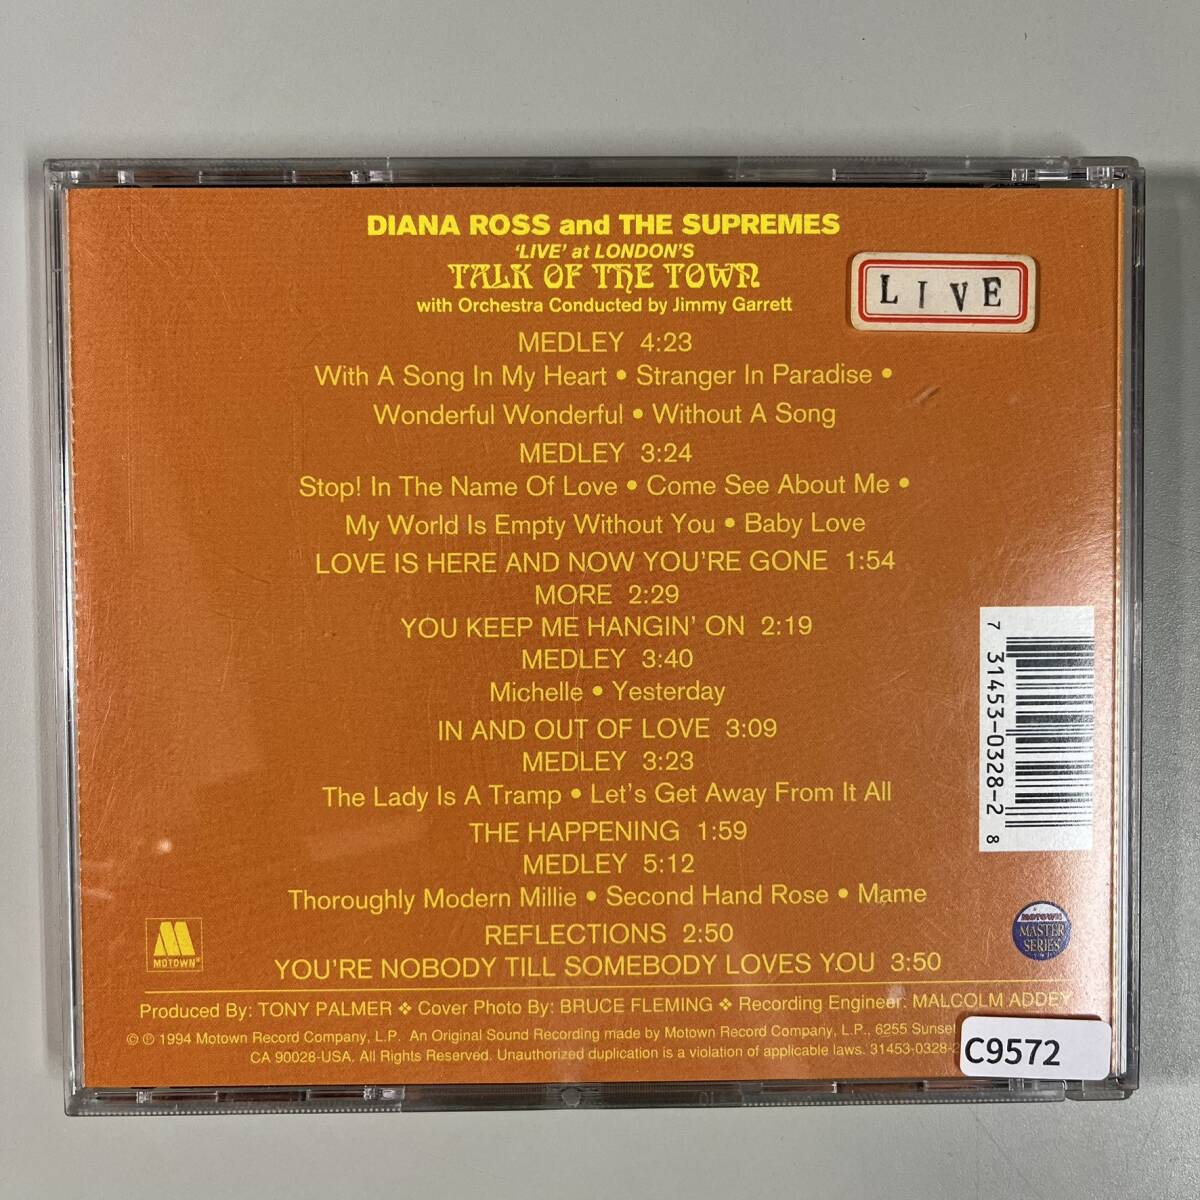 DIANA ROSS and THE SUPREMES
'LIVE' at LONDON'S
TALK OF THE TOWN
with Orchestra Conducted by Jimmy Garrett
LIVE
MEDLEY 4:23
With A Song In My Heart • Stranger In Paradise •
Wonderful Wonderful • Without A Song
MEDLEY 3:24
Stop! In The Name Of Love • Come See About Me •
My World Is Empty Without You • Baby Love
LOVE IS HERE AND NOW YOU'RE GONE 1:54
MORE 2:29
YOU KEEP ME HANGIN' ON 2:19
MEDLEY 3:40
Michelle • Yesterday
IN AND OUT OF LOVE 3:09
MEDLEY 3:23
The Lady Is A Tramp • Let's Get Away From It All
THE HAPPENING 1:59
MEDLEY 5:12
Thoroughly Modern Millie • Second Hand Rose • Mame
REFLECTIONS 2:50
YOU'RE NOBODY TILL SOMEBODY LOVES YOU 3:50
7 31453-0328-2 8
MOTOWN®
MOTOWN
MASTER
SERIES
Produced By: TONY PALMER ❖ Cover Photo By: BRUCE FLEMING ❖ Recording Engineer: MALCOLM ADDEY
© ℗ 1994 Motown Record Company, L.P. An Original Sound Recording made by Motown Record Company, L.P., 6255 Sunset
CA 90028-USA. All Rights Reserved. Unauthorized duplication is a violation of applicable laws. 31453-0328-2
C9572